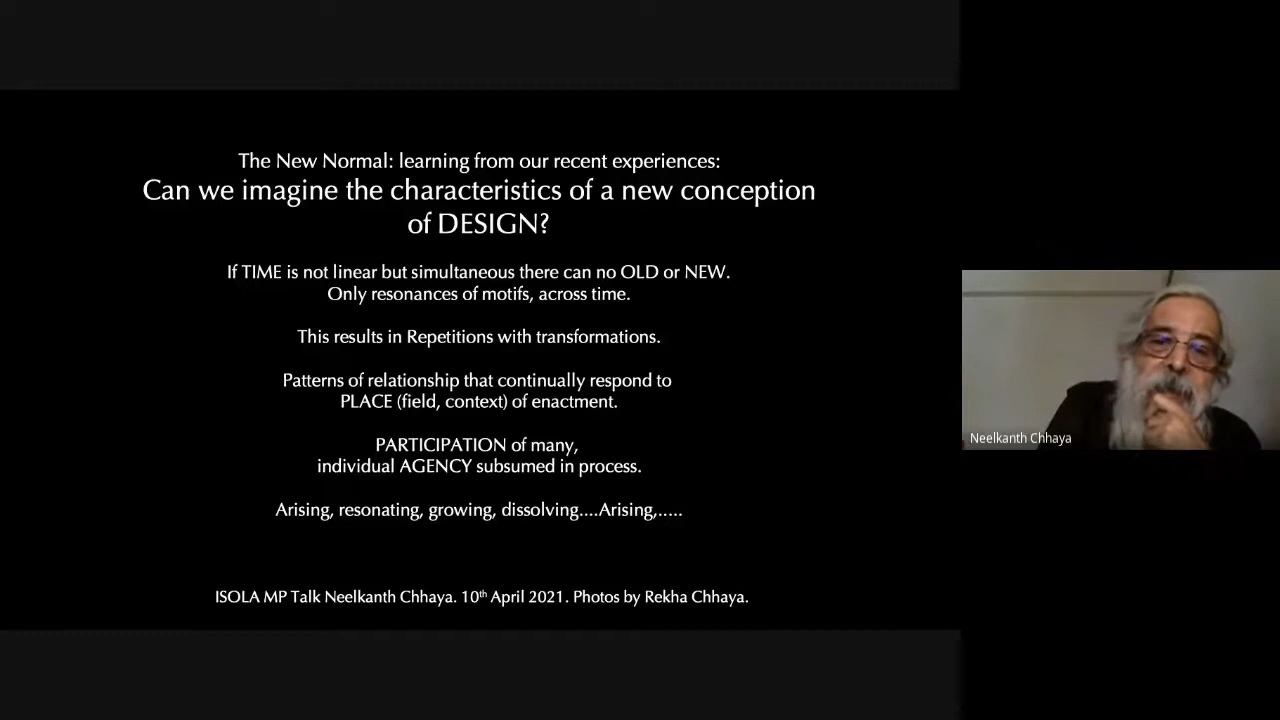 The New Normal: learning from our recent experiences:
Can we imagine the characteristics of a new conception
of DESIGN?
If TIME is not linear but simultaneous there can no OLD or NEW.
Only resonances of motifs, across time.
This results in Repetitions with transformations.
Patterns of relationship that continually respond to
PLACE (field, context) of enactment.
PARTICIPATION of many,
individual AGENCY subsumed in process.
Arising, resonating, growing, dissolving....Arising,.....
ISOLA MP Talk Neelkanth Chhaya. 10th April 2021. Photos by Rekha Chhaya.
Neelkanth Chhaya